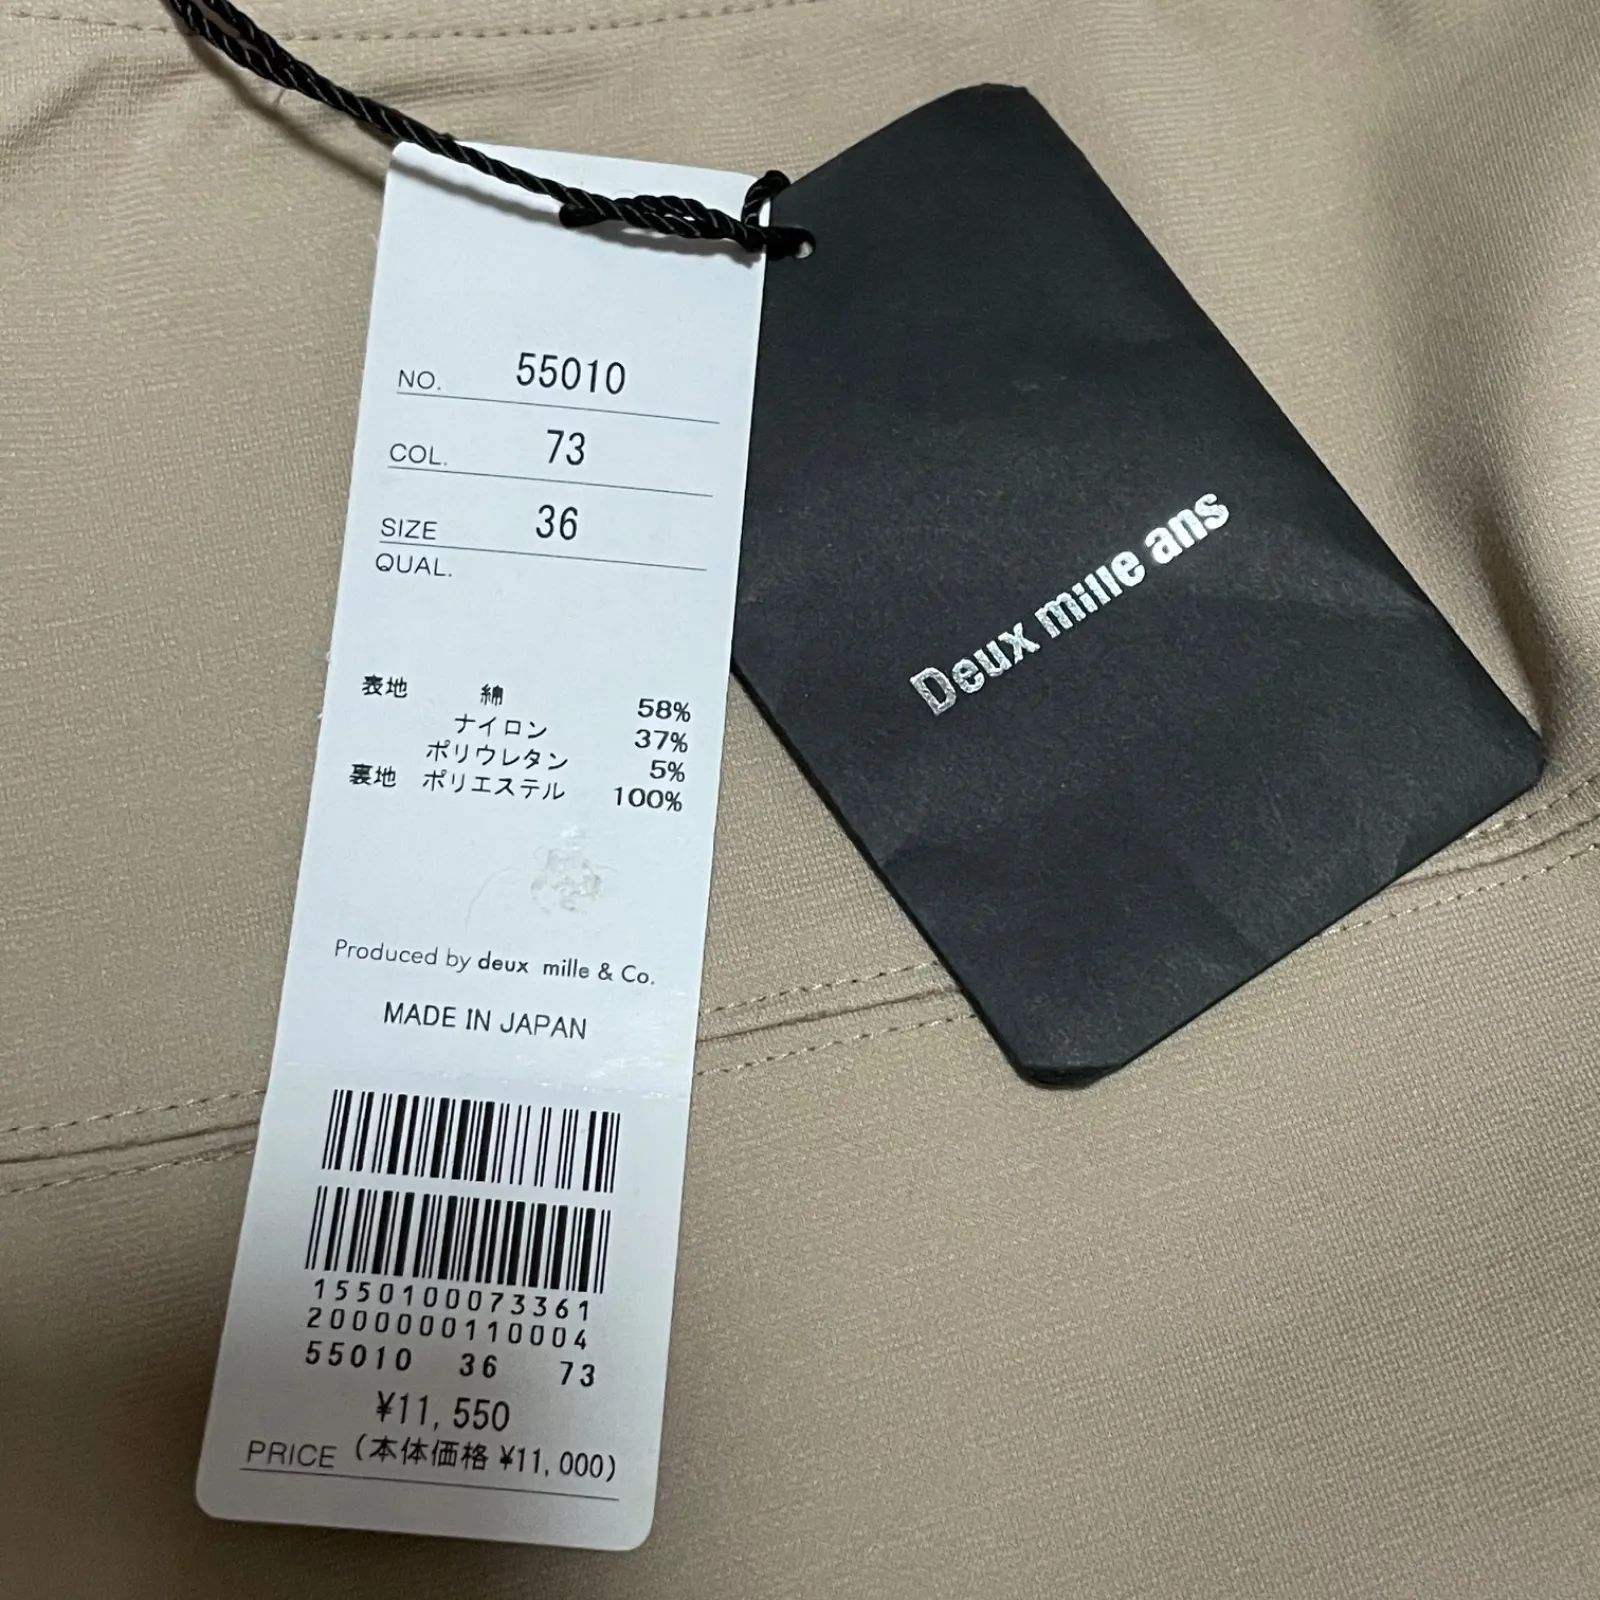 NO. 55010
COL. 73
SIZE 36
QUAL.
表地 綿 58%
ナイロン 37%
ポリウレタン 5%
裏地 ポリエステル 100%
Produced by deux mille & Co.
MADE IN JAPAN
1550100073361
2000000110004
55010 36 73
¥11,550
PRICE (本体価格 ¥11,000)
Deux mille ans